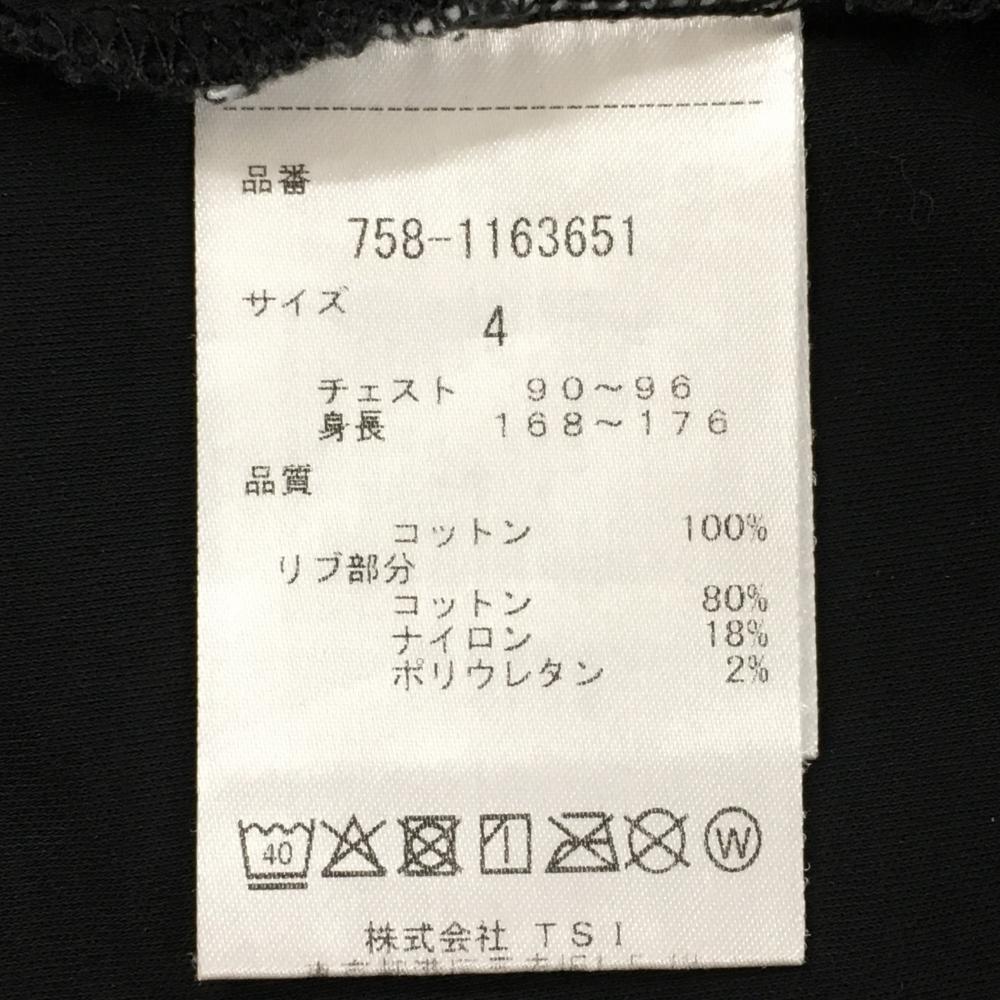 品番
758-1163651
サイズ
4
チェスト 90～96
身長 168～176
品質
コットン 100%
リブ部分
コットン 80%
ナイロン 18%
ポリウレタン 2%
40 W
株式会社 TSI